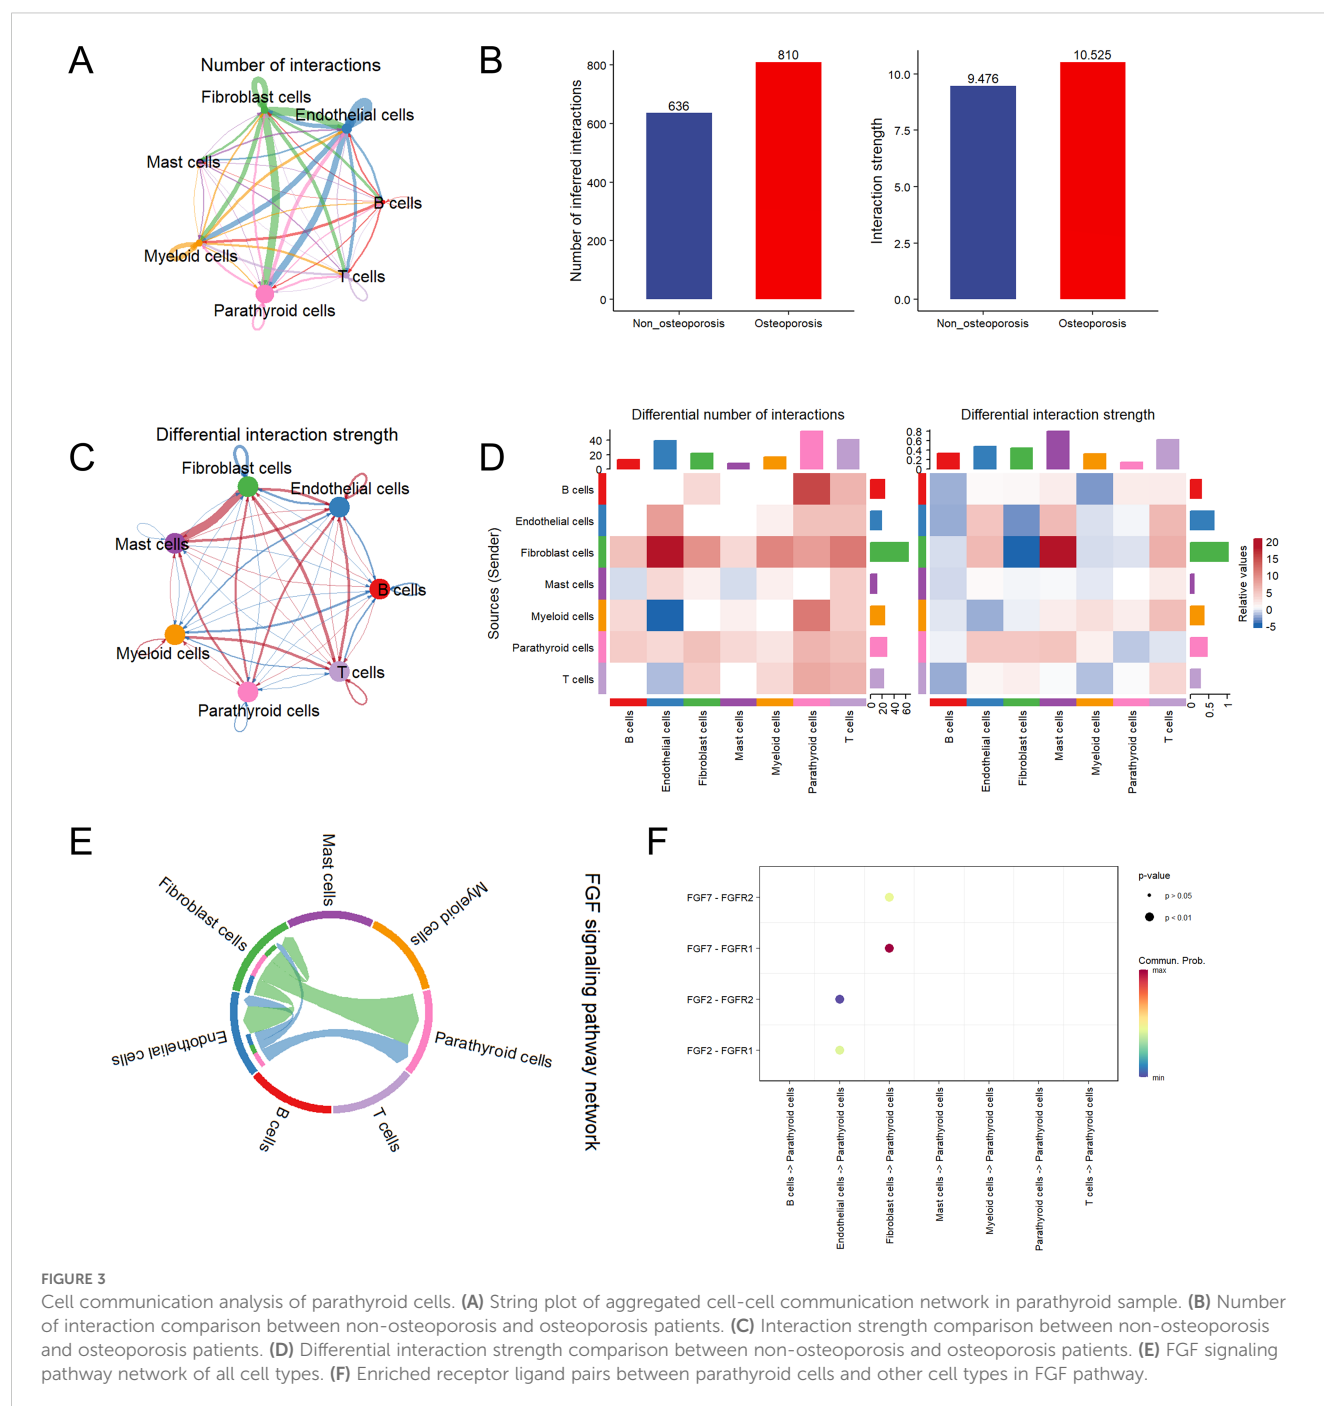 A
Number of interactions
Fibroblast cells
Endothelial cells
Mast cells
B cells
Myeloid cells
T cells
Parathyroid cells
B
Number of inferred interactions
800
600
400
200
0
636
810
Non_osteoporosis
Osteoporosis
Interaction strength
10.0
7.5
5.0
2.5
0.0
9.476
10.525
Non_osteoporosis
Osteoporosis
C
Differential interaction strength
Fibroblast cells
Endothelial cells
Mast cells
B cells
Myeloid cells
T cells
Parathyroid cells
D
Differential number of interactions
40
20
0
Sources (Sender)
B cells
Endothelial cells
Fibroblast cells
Mast cells
Myeloid cells
Parathyroid cells
T cells
B cells
Endothelial cells
Fibroblast cells
Mast cells
Myeloid cells
Parathyroid cells
T cells
0
20
40
60
Differential interaction strength
0.8
0.6
0.4
0.2
0
B cells
Endothelial cells
Fibroblast cells
Mast cells
Myeloid cells
Parathyroid cells
T cells
0
0.5
1
Relative values
20
15
10
5
0
-5
E
Mast cells
Myeloid cells
Fibroblast cells
Endothelial cells
Parathyroid cells
B cells
T cells
FGF signaling pathway network
F
FGF7 - FGFR2
FGF7 - FGFR1
FGF2 - FGFR2
FGF2 - FGFR1
B cells -> Parathyroid cells
Endothelial cells -> Parathyroid cells
Fibroblast cells -> Parathyroid cells
Mast cells -> Parathyroid cells
Myeloid cells -> Parathyroid cells
Parathyroid cells -> Parathyroid cells
T cells -> Parathyroid cells
p-value
p > 0.05
p < 0.01
Commun. Prob.
max
min
FIGURE 3
Cell communication analysis of parathyroid cells. (A) String plot of aggregated cell-cell communication network in parathyroid sample. (B) Number
of interaction comparison between non-osteoporosis and osteoporosis patients. (C) Interaction strength comparison between non-osteoporosis
and osteoporosis patients. (D) Differential interaction strength comparison between non-osteoporosis and osteoporosis patients. (E) FGF signaling
pathway network of all cell types. (F) Enriched receptor ligand pairs between parathyroid cells and other cell types in FGF pathway.